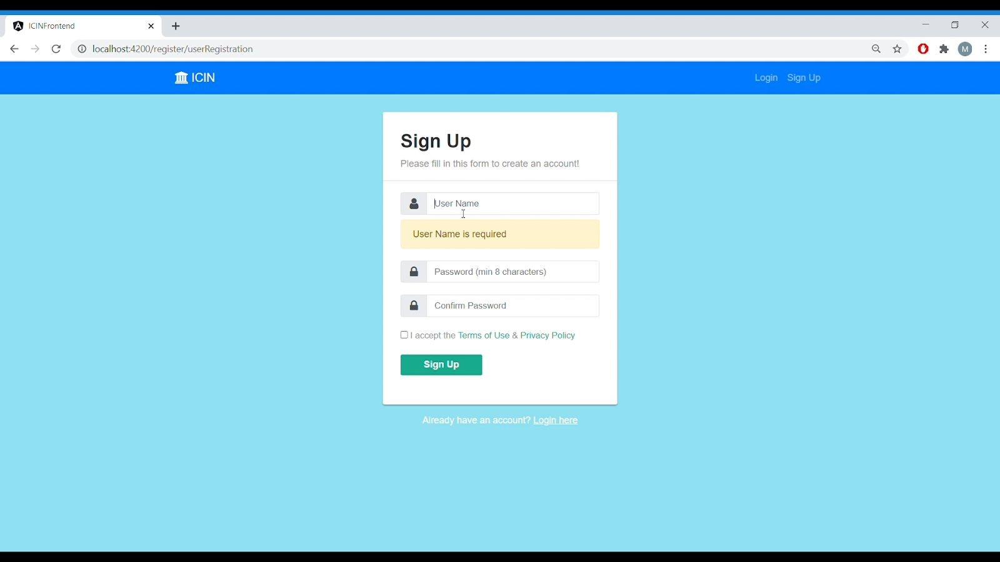 ICINFrontend
localhost:4200/register/userRegistration
M
ICIN
Login Sign Up
Sign Up
Please fill in this form to create an account!
User Name
User Name is required
Password (min 8 characters)
Confirm Password
I accept the Terms of Use & Privacy Policy
Sign Up
Already have an account? Login here